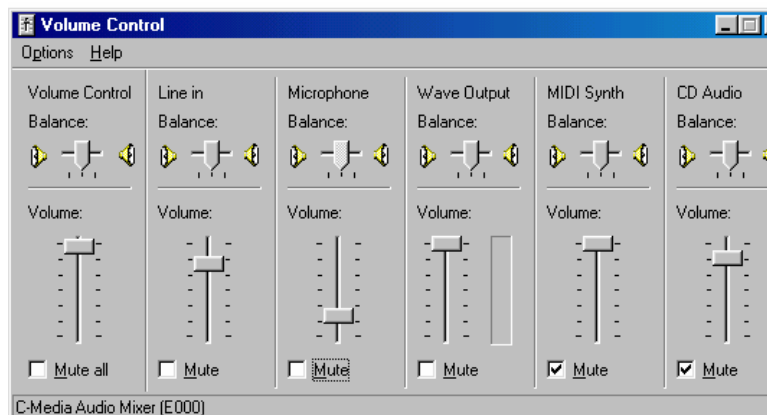 Volume Control
Options Help
Volume Control Line in Microphone Wave Output MIDI Synth CD Audio
Balance: Balance: Balance: Balance: Balance: Balance:
Volume: Volume: Volume: Volume: Volume: Volume:
Mute all Mute Mute Mute Mute Mute
C-Media Audio Mixer (E000)